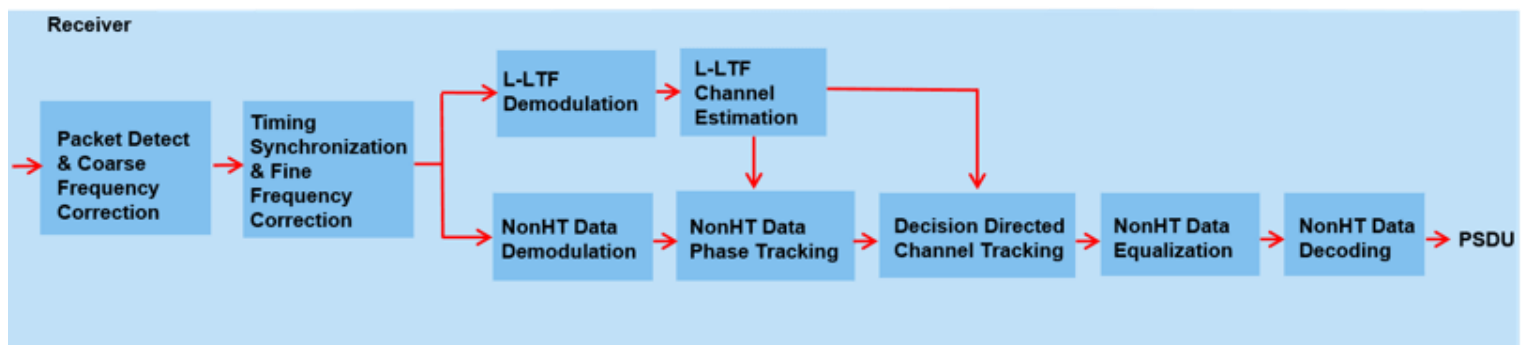 Receiver
Packet Detect
& Coarse
Frequency
Correction
Timing
Synchronization
& Fine
Frequency
Correction
L-LTF
Demodulation
L-LTF
Channel
Estimation
NonHT Data
Demodulation
NonHT Data
Phase Tracking
Decision Directed
Channel Tracking
NonHT Data
Equalization
NonHT Data
Decoding
PSDU